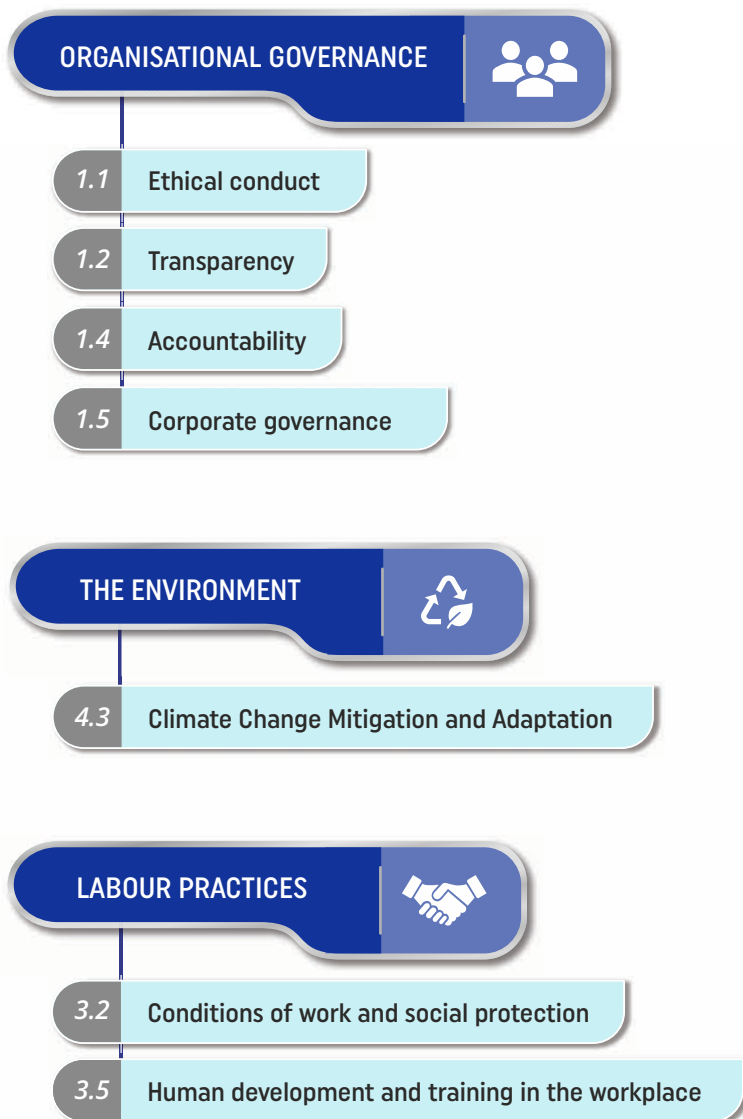 ORGANISATIONAL GOVERNANCE
1.1 Ethical conduct
1.2 Transparency
1.4 Accountability
1.5 Corporate governance
THE ENVIRONMENT
4.3 Climate Change Mitigation and Adaptation
LABOUR PRACTICES
3.2 Conditions of work and social protection
3.5 Human development and training in the workplace